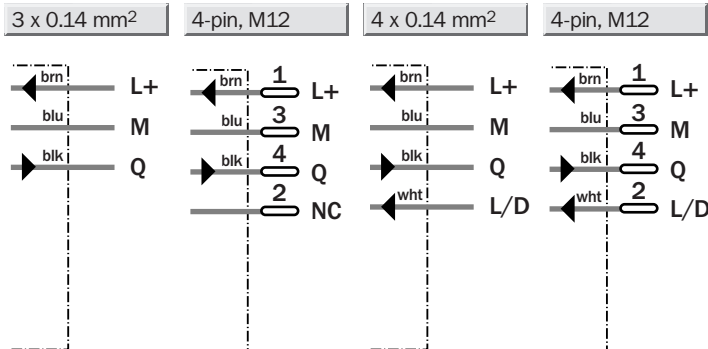 3 x 0.14 mm²
brn L+
blu M
blk Q
4-pin, M12
brn 1 L+
blu 3 M
blk 4 Q
2 NC
4 x 0.14 mm²
brn L+
blu M
blk Q
wht L/D
4-pin, M12
brn 1 L+
blu 3 M
blk 4 Q
wht 2 L/D